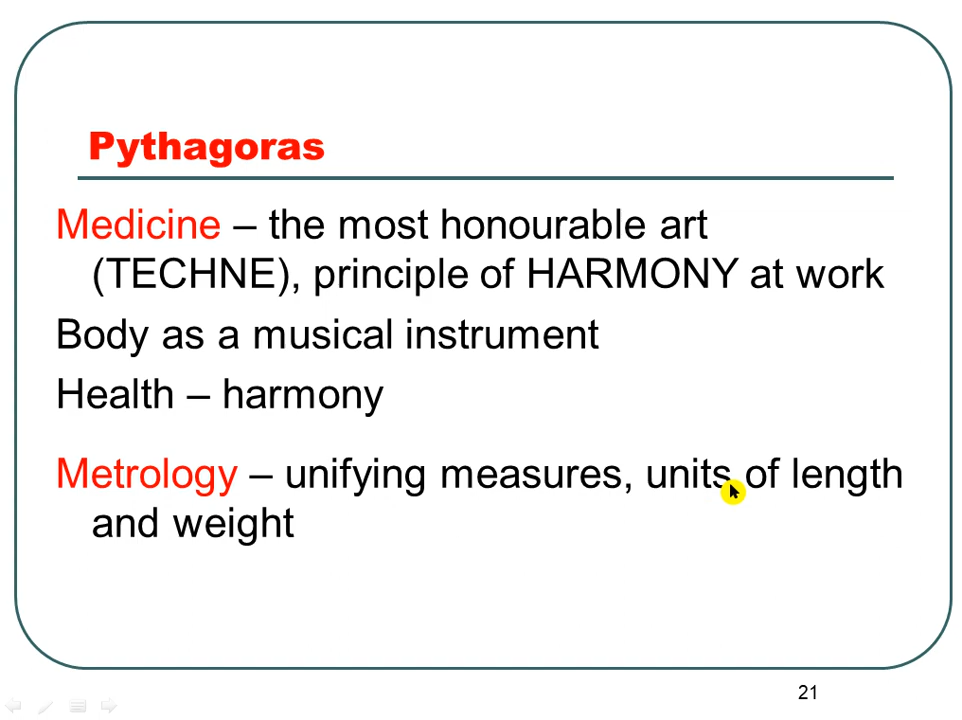 Pythagoras
Medicine – the most honourable art
(TECHNE), principle of HARMONY at work
Body as a musical instrument
Health – harmony
Metrology – unifying measures, units of length
and weight
21